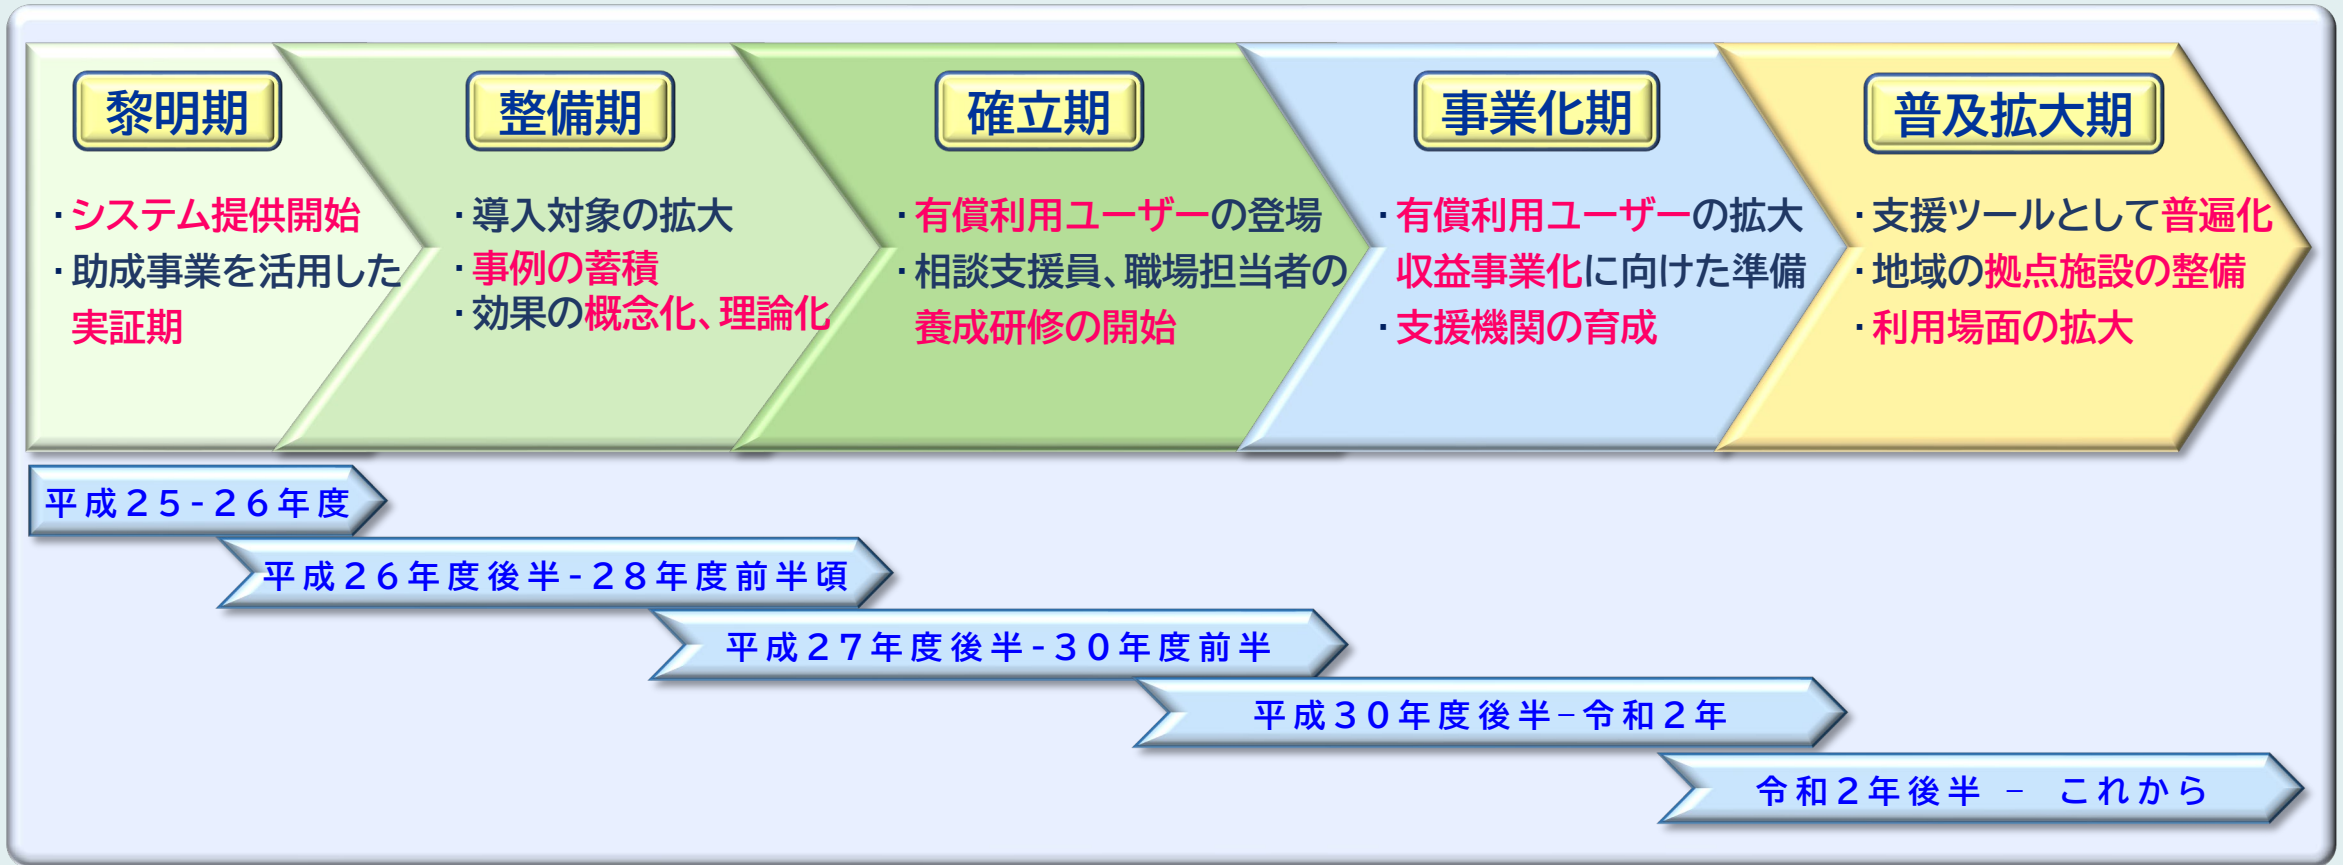 黎明期
・システム提供開始
・助成事業を活用した
実証期
整備期
・導入対象の拡大
・事例の蓄積
・効果の概念化、理論化
確立期
・有償利用ユーザーの登場
・相談支援員、職場担当者の
養成研修の開始
事業化期
・有償利用ユーザーの拡大
収益事業化に向けた準備
・支援機関の育成
普及拡大期
・支援ツールとして普遍化
・地域の拠点施設の整備
・利用場面の拡大
平成25-26年度
平成26年度後半-28年度前半頃
平成27年度後半-30年度前半
平成30年度後半–令和2年
令和2年後半 – これから